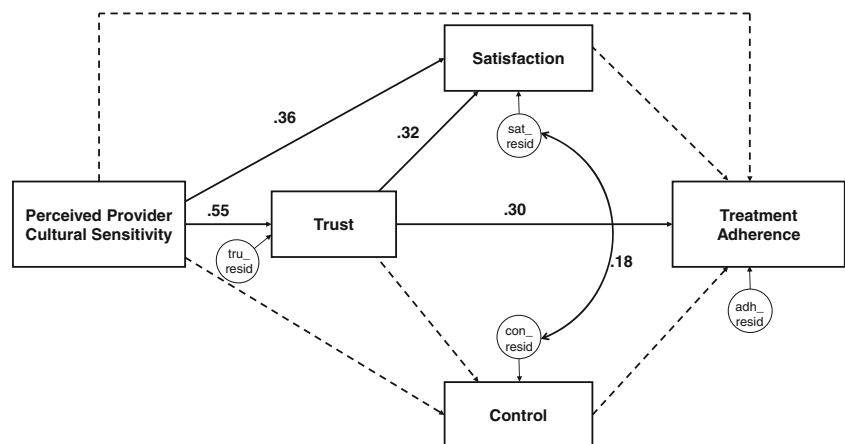 Satisfaction
.36
.32
sat_
resid
Perceived Provider
Cultural Sensitivity
.55
Trust
.30
Treatment
Adherence
tru_
resid
.18
adh_
resid
con_
resid
Control